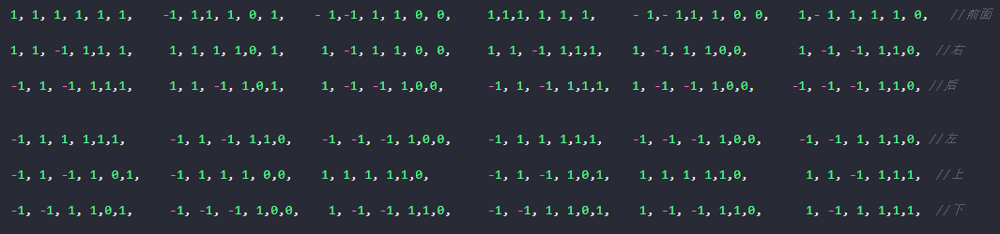 1, 1, 1, 1, 1, 1, -1, 1,1, 1, 0, 1, - 1,-1, 1, 1, 0, 0, 1,1,1, 1, 1, 1, - 1,- 1,1, 1, 0, 0, 1,- 1, 1, 1, 1, 0, //前面
1, 1, -1, 1,1, 1, 1, 1, 1, 1,0, 1, 1, -1, 1, 1, 0, 0, 1, 1, -1, 1,1,1, 1, -1, 1, 1,0,0, 1, -1, -1, 1,1,0, //右
-1, 1, -1, 1,1,1, 1, 1, -1, 1,0,1, 1, -1, -1, 1,0,0, -1, 1, -1, 1,1,1, 1, -1, -1, 1,0,0, -1, -1, -1, 1,1,0, //后
-1, 1, 1, 1,1,1, -1, 1, -1, 1,1,0, -1, -1, -1, 1,0,0, -1, 1, 1, 1,1,1, -1, -1, -1, 1,0,0, -1, -1, 1, 1,1,0, //左
-1, 1, -1, 1, 0,1, -1, 1, 1, 1, 0,0, 1, 1, 1, 1,1,0, -1, 1, -1, 1,0,1, 1, 1, 1, 1,1,0, 1, 1, -1, 1,1,1, //上
-1, -1, 1, 1,0,1, -1, -1, -1, 1,0,0, 1, -1, -1, 1,1,0, -1, -1, 1, 1,0,1, 1, -1, -1, 1,1,0, 1, -1, 1, 1,1,1, //下